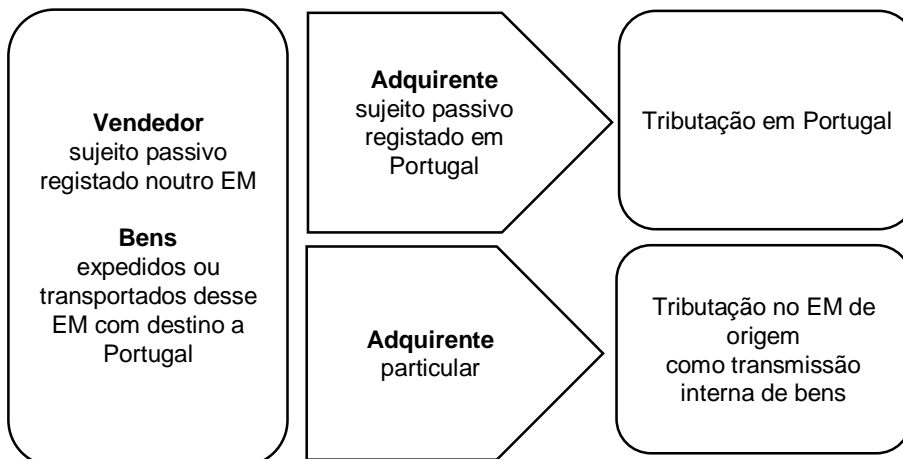 Vendedor
sujeito passivo
registado noutro EM
Bens
expedidos ou
transportados desse
EM com destino a
Portugal
Adquirente
sujeito passivo
registado em
Portugal
Tributação em Portugal
Adquirente
particular
Tributação no EM de
origem
como transmissão
interna de bens